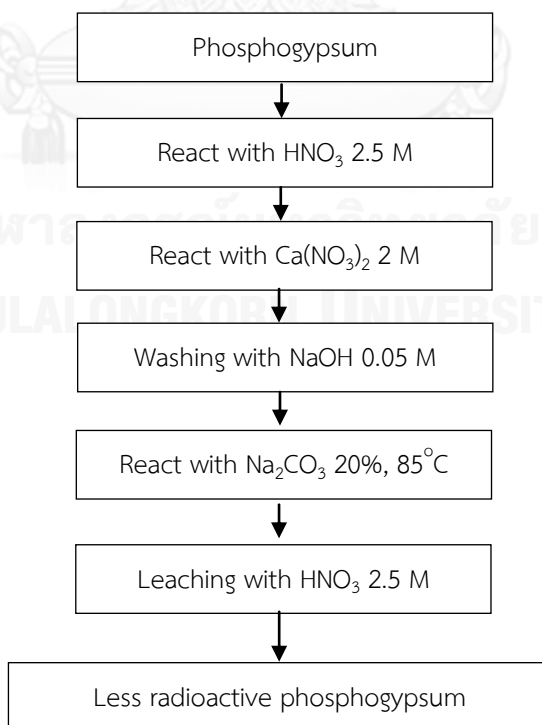 Phosphogypsum
React with HNO₃ 2.5 M
React with Ca(NO₃)₂ 2 M
Washing with NaOH 0.05 M
React with Na₂CO₃ 20%, 85°C
Leaching with HNO₃ 2.5 M
Less radioactive phosphogypsum